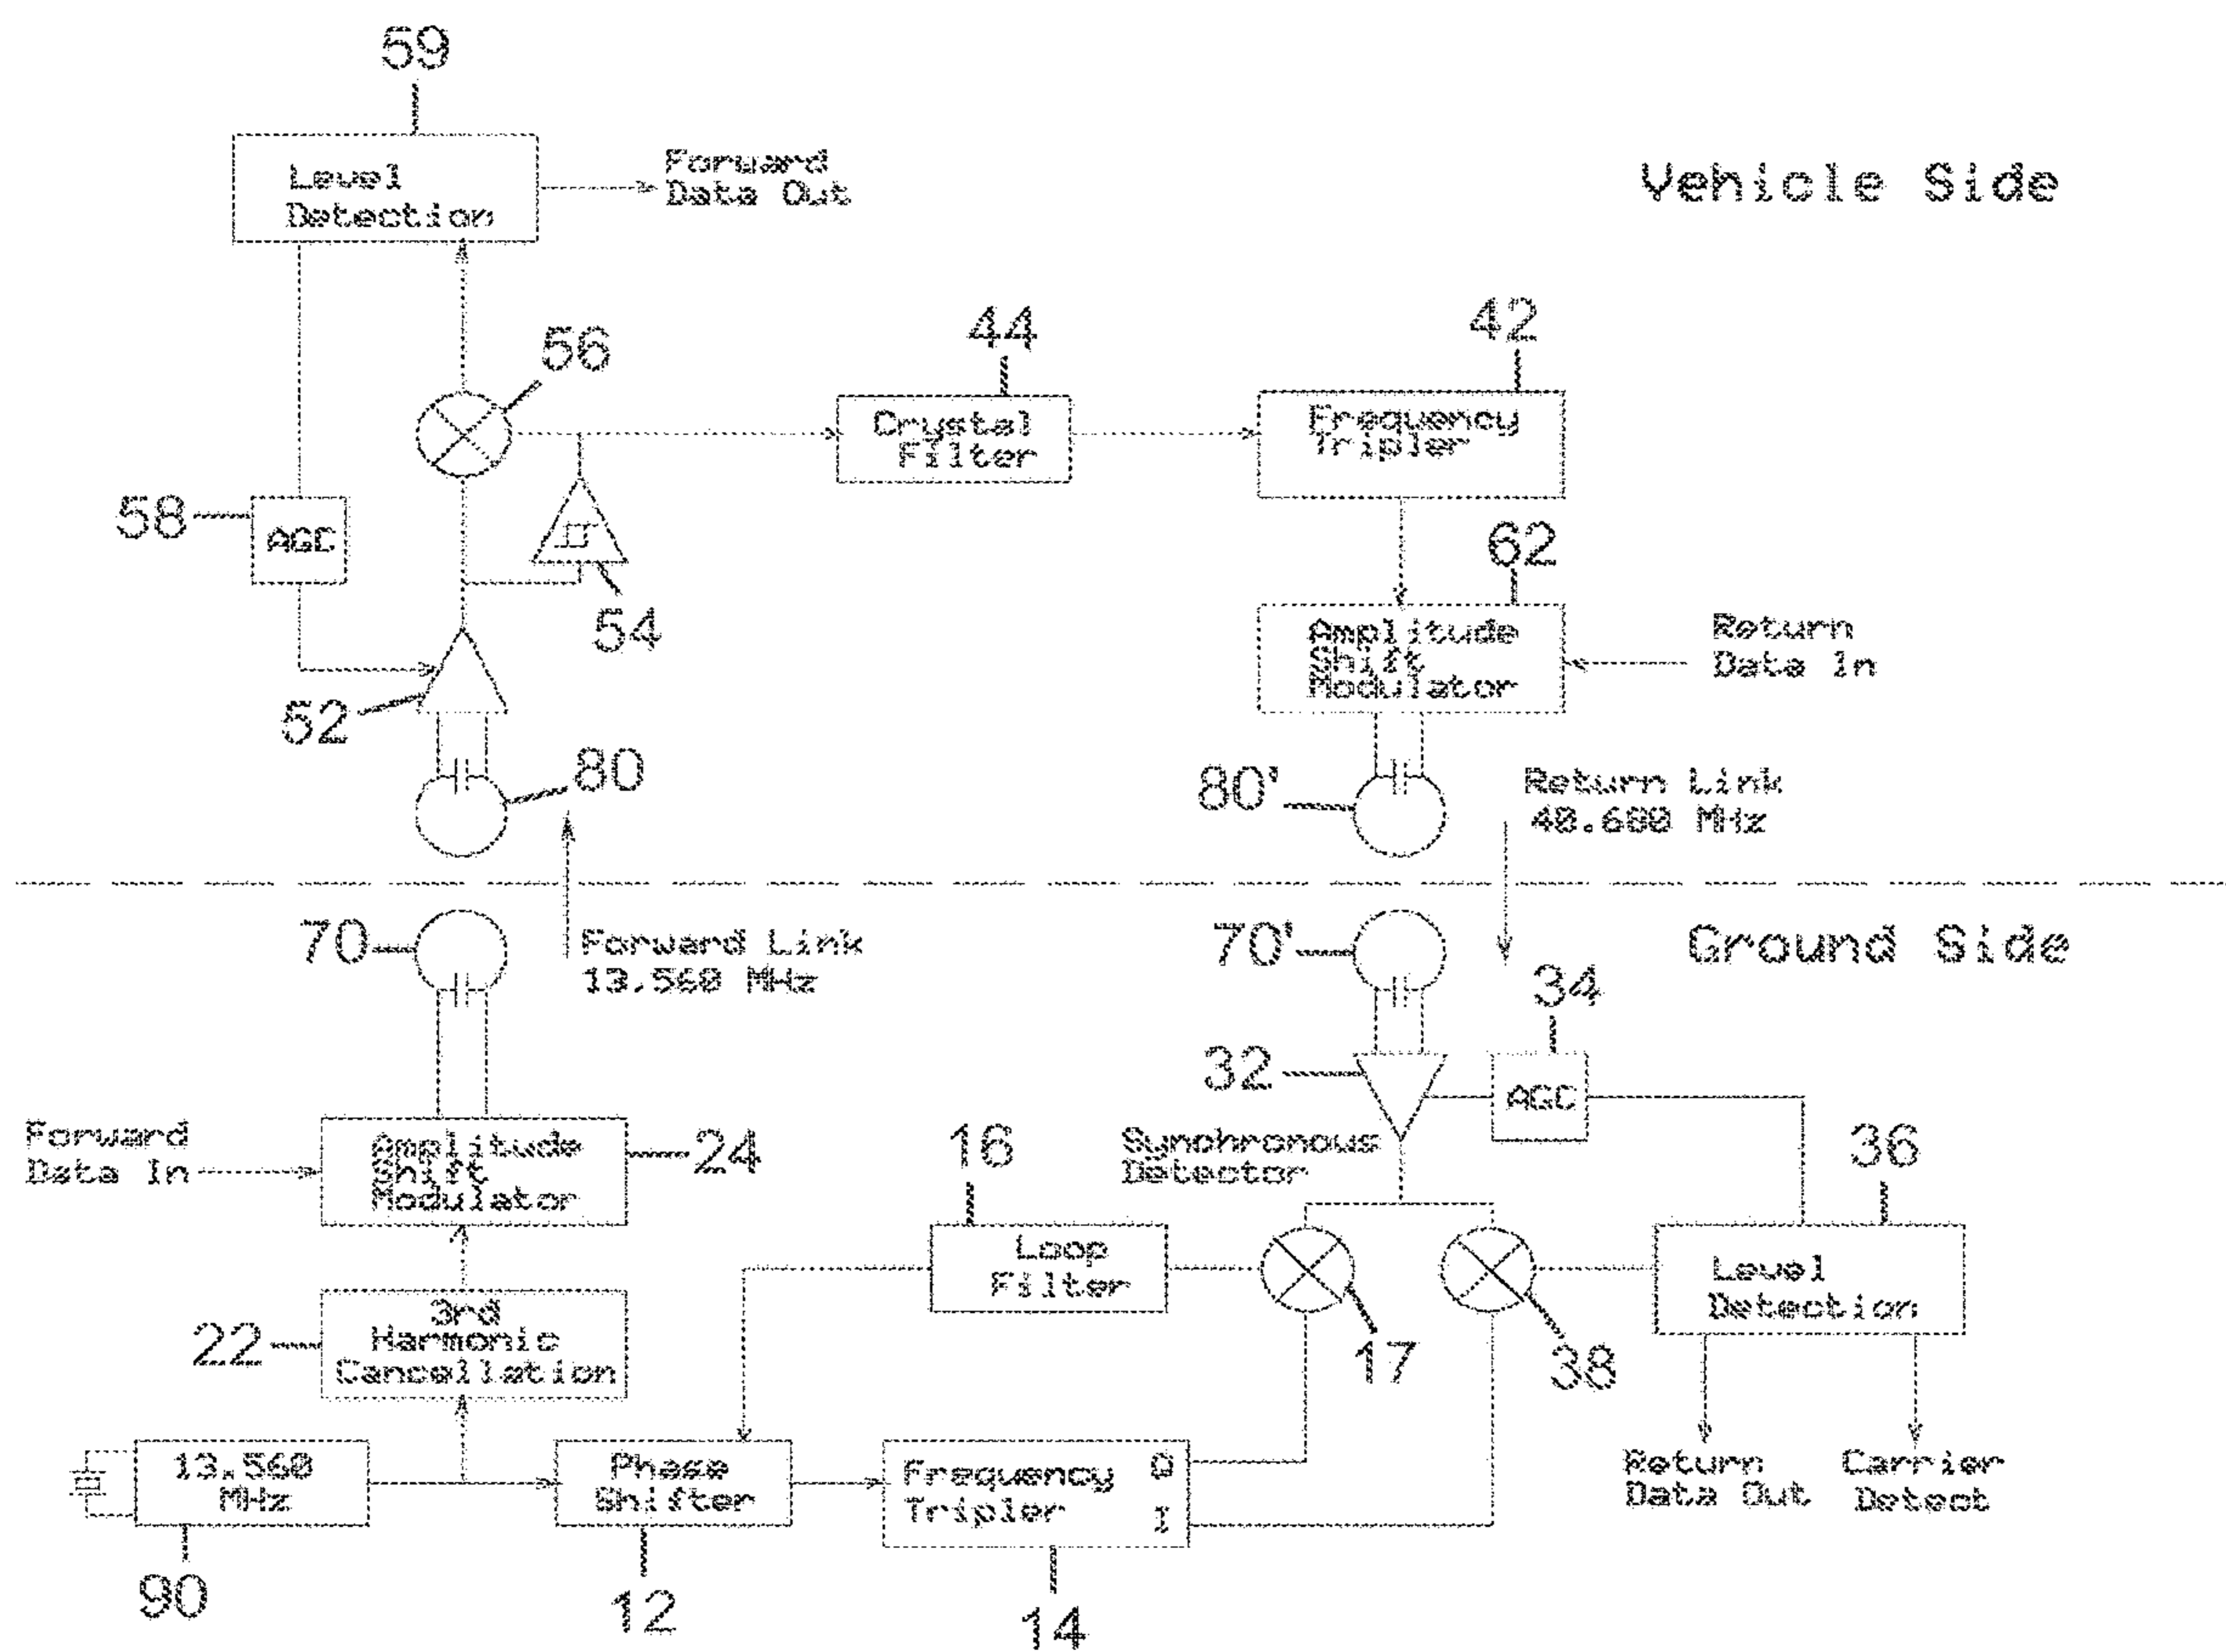 59
Level
Detection
Forward
Data Out
Vehicle Side
56
44
42
Crystal
Filter
Frequency
Tripler
58
AGC
54
62
Amplitude
Shift
Modulator
Return
Data In
52
80
80'
Return Link
40.680 MHz
70
Forward Link
13.560 MHz
70'
Ground Side
34
32
AGC
Forward
Data In
Amplitude
Shift
Modulator
24
16
Synchronous
Detector
36
Loop
Filter
Level
Detection
22
3rd
Harmonic
Cancellation
17
38
13.560
MHz
Phase
Shifter
Frequency
Tripler
Q
I
Return
Data Out
Carrier
Detect
90
12
14